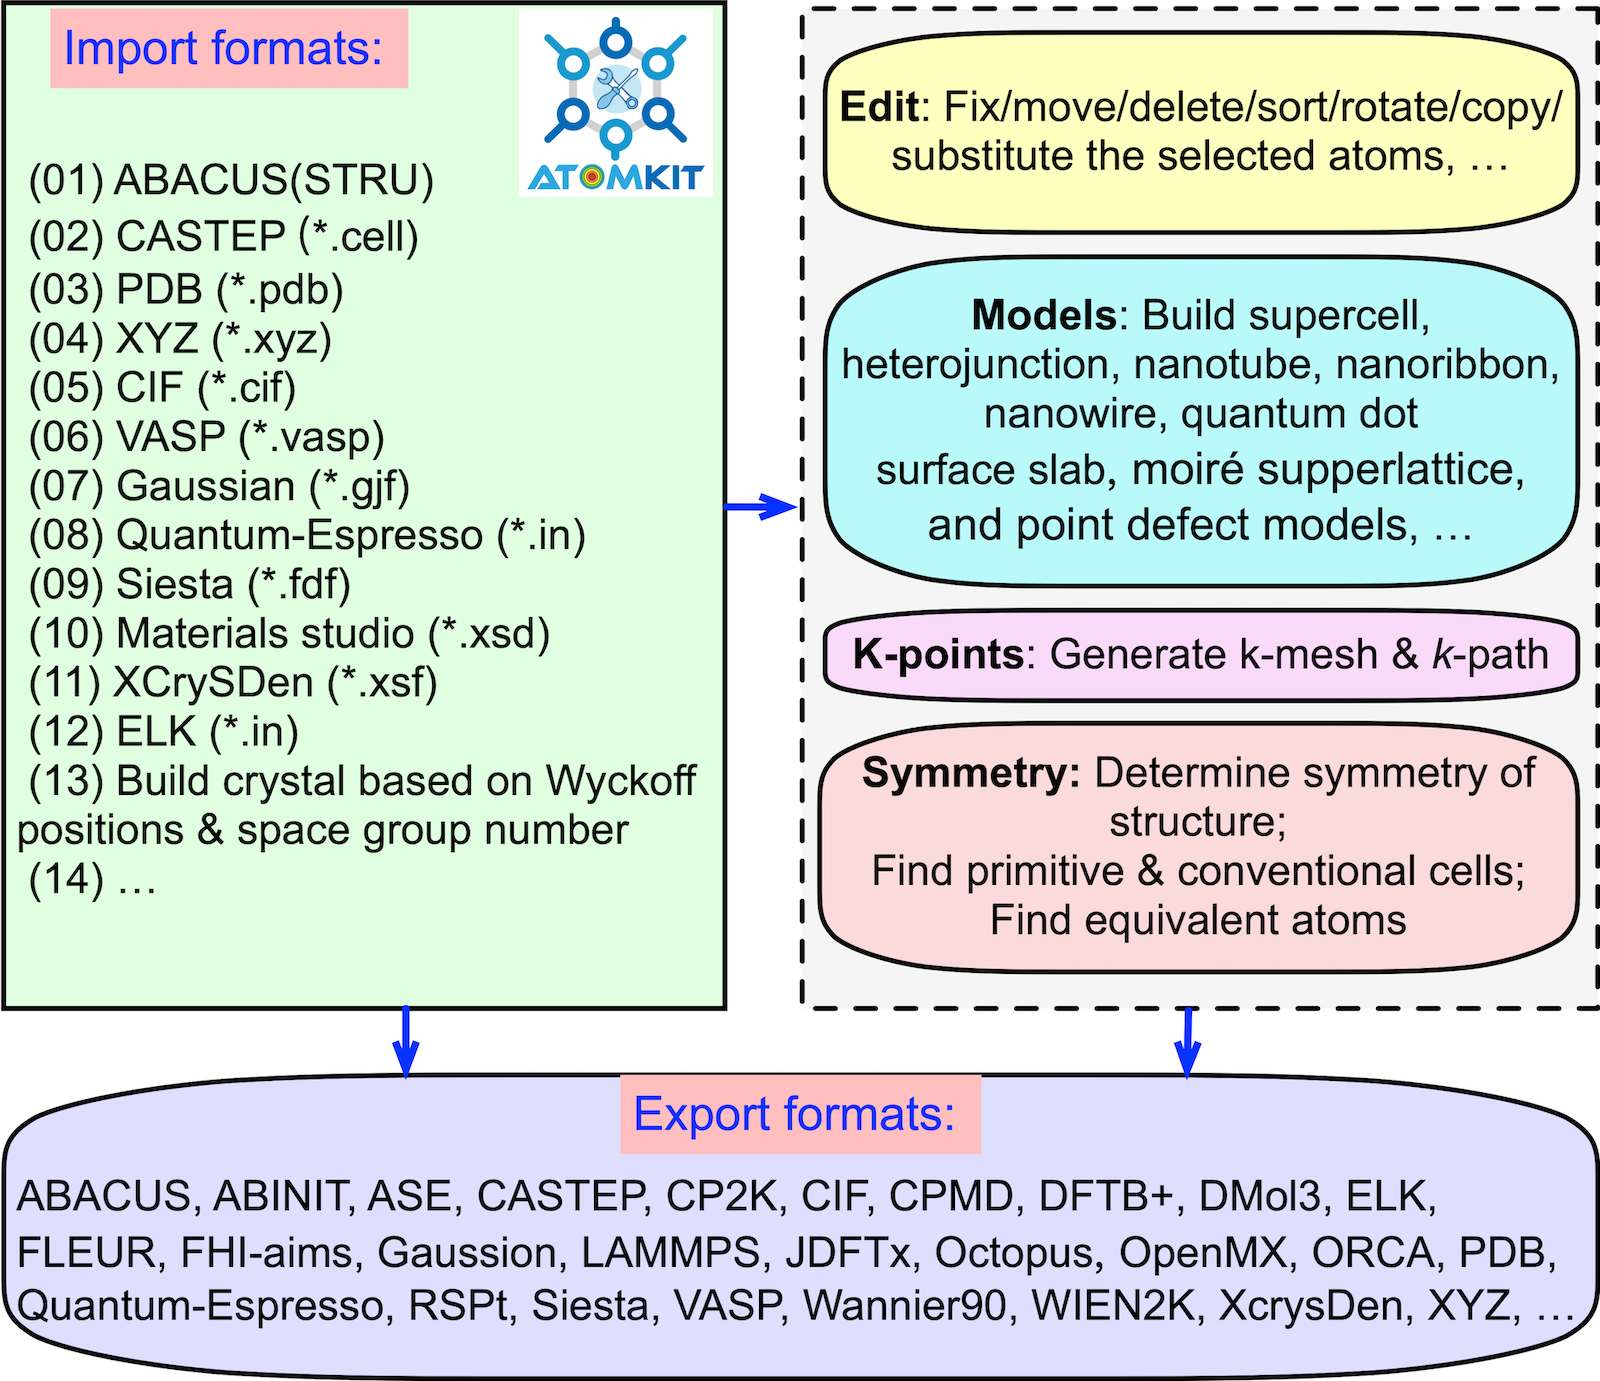 Import formats:
ATOMKIT
(01) ABACUS(STRU)
(02) CASTEP (*.cell)
(03) PDB (*.pdb)
(04) XYZ (*.xyz)
(05) CIF (*.cif)
(06) VASP (*.vasp)
(07) Gaussian (*.gjf)
(08) Quantum-Espresso (*.in)
(09) Siesta (*.fdf)
(10) Materials studio (*.xsd)
(11) XCrySDen (*.xsf)
(12) ELK (*.in)
(13) Build crystal based on Wyckoff
positions & space group number
(14) …
Edit: Fix/move/delete/sort/rotate/copy/
substitute the selected atoms, …
Models: Build supercell,
heterojunction, nanotube, nanoribbon,
nanowire, quantum dot
surface slab, moiré supperlattice,
and point defect models, …
K-points: Generate k-mesh & k-path
Symmetry: Determine symmetry of
structure;
Find primitive & conventional cells;
Find equivalent atoms
Export formats:
ABACUS, ABINIT, ASE, CASTEP, CP2K, CIF, CPMD, DFTB+, DMol3, ELK,
FLEUR, FHI-aims, Gaussion, LAMMPS, JDFTx, Octopus, OpenMX, ORCA, PDB,
Quantum-Espresso, RSPt, Siesta, VASP, Wannier90, WIEN2K, XcrysDen, XYZ, …